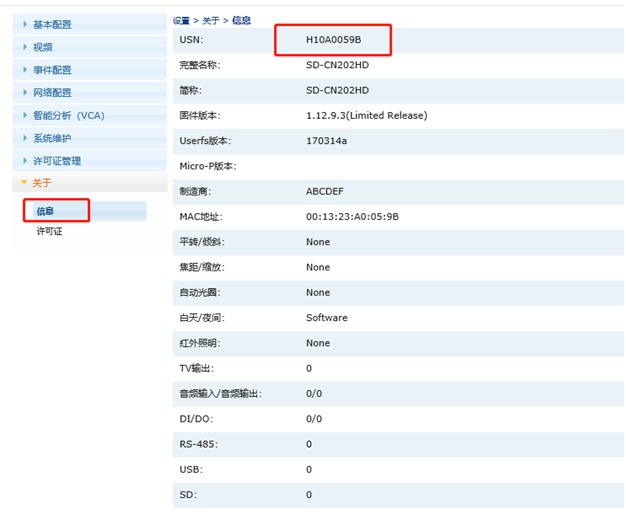 基本配置
视频
事件配置
网络配置
智能分析 (VCA)
系统维护
许可证管理
关于
信息
许可证
设置 > 关于 > 信息
USN: H10A0059B
完整名称: SD-CN202HD
简称: SD-CN202HD
固件版本: 1.12.9.3(Limited Release)
Userfs版本: 170314a
Micro-P版本:
制造商: ABCDEF
MAC地址: 00:13:23:A0:05:9B
平转/倾斜: None
焦距/缩放: None
自动光圈: None
白天/夜间: Software
红外照明: None
TV输出: 0
音频输入/音频输出: 0/0
DI/DO: 0/0
RS-485: 0
USB: 0
SD: 0